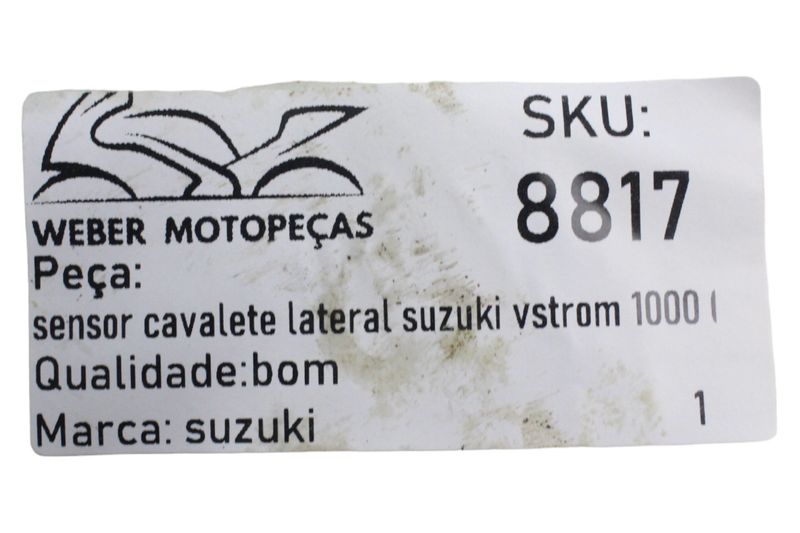 SKU:
8817
WEBER MOTOPEÇAS
Peça:
sensor cavalete lateral suzuki vstrom 1000 (
Qualidade:bom
Marca: suzuki
1